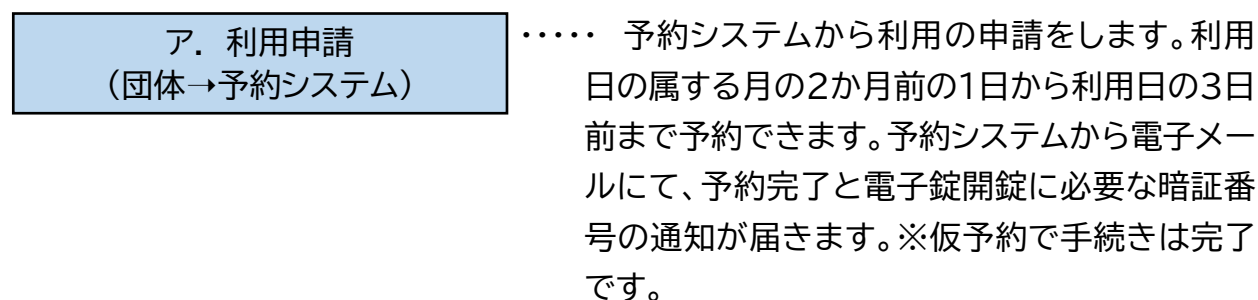 ア．利用申請
（団体→予約システム）
・・・・・ 予約システムから利用の申請をします。利用
日の属する月の2か月前の1日から利用日の3日
前まで予約できます。予約システムから電子メー
ルにて、予約完了と電子錠開錠に必要な暗証番
号の通知が届きます。※仮予約で手続きは完了
です。